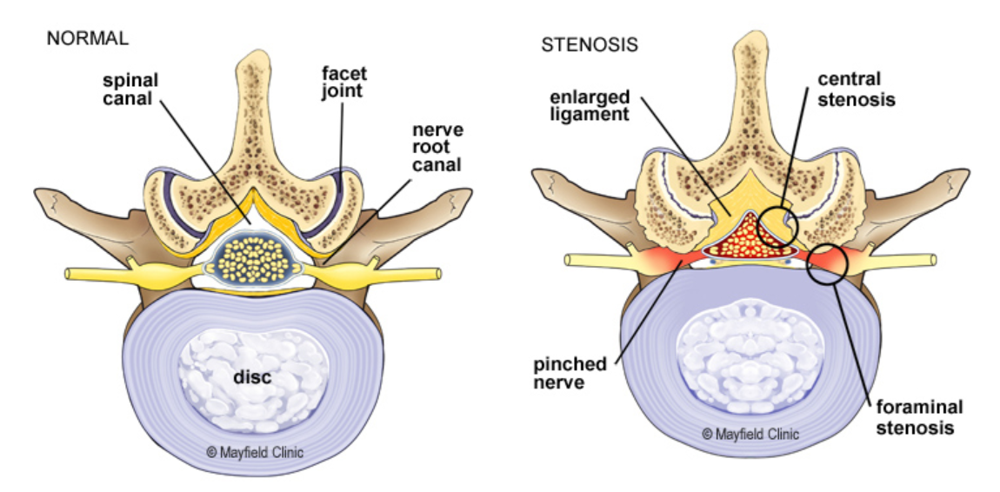 NORMAL
spinal
canal
facet
joint
nerve
root
canal
disc
© Mayfield Clinic
STENOSIS
enlarged
ligament
central
stenosis
pinched
nerve
foraminal
stenosis
© Mayfield Clinic